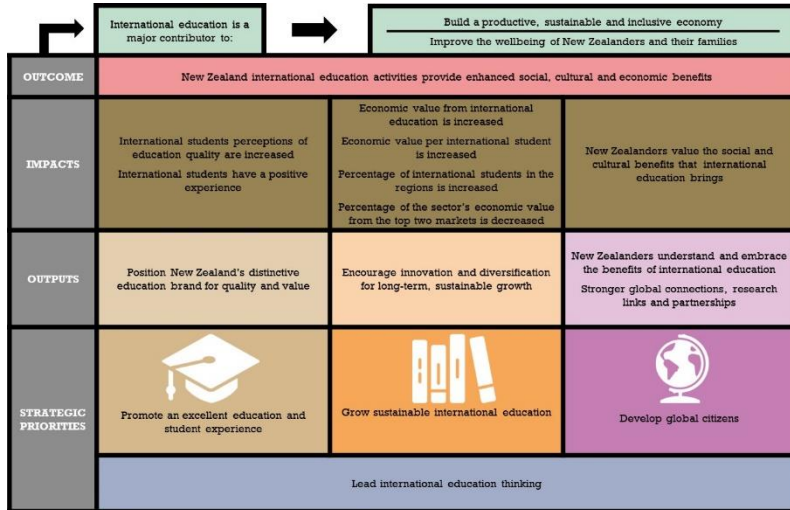 International education is a
major contributor to:
Build a productive, sustainable and inclusive economy
Improve the wellbeing of New Zealanders and their families
OUTCOME
New Zealand international education activities provide enhanced social, cultural and economic benefits
IMPACTS
International students perceptions of
education quality are increased
International students have a positive
experience
Economic value from international
education is increased
Economic value per international student
is increased
Percentage of international students in the
regions is increased
Percentage of the sector's economic value
from the top two markets is decreased
New Zealanders value the social and
cultural benefits that international
education brings
OUTPUTS
Position New Zealand's distinctive
education brand for quality and value
Encourage innovation and diversification
for long-term, sustainable growth
New Zealanders understand and embrace
the benefits of international education
Stronger global connections, research
links and partnerships
STRATEGIC
PRIORITIES
Promote an excellent education and
student experience
Grow sustainable international education
Develop global citizens
Lead international education thinking